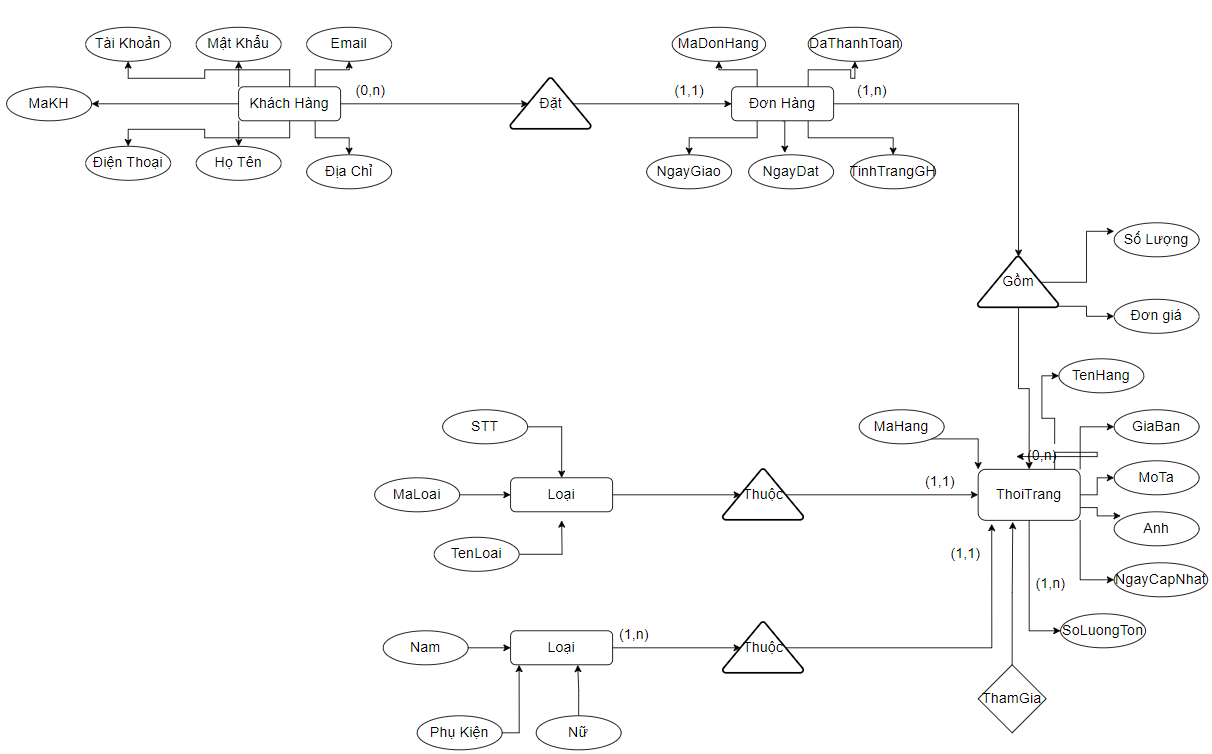 Tài Khoản
Mật Khẩu
Email
MaDonHang
DaThanhToan
MaKH
Khách Hàng
(0,n)
Đặt
(1,1)
Đơn Hàng
(1,n)
Điện Thoại
Họ Tên
Địa Chỉ
NgayGiao
NgayDat
TinhTrangGH
Số Lượng
Gồm
Đơn giá
TenHang
STT
MaHang
GiaBan
(0,n)
MaLoai
Loại
Thuộc
(1,1)
ThoiTrang
MoTa
Anh
TenLoai
(1,1)
(1,n)
NgayCapNhat
SoLuongTon
Nam
Loại
(1,n)
Thuộc
ThamGia
Phụ Kiện
Nữ